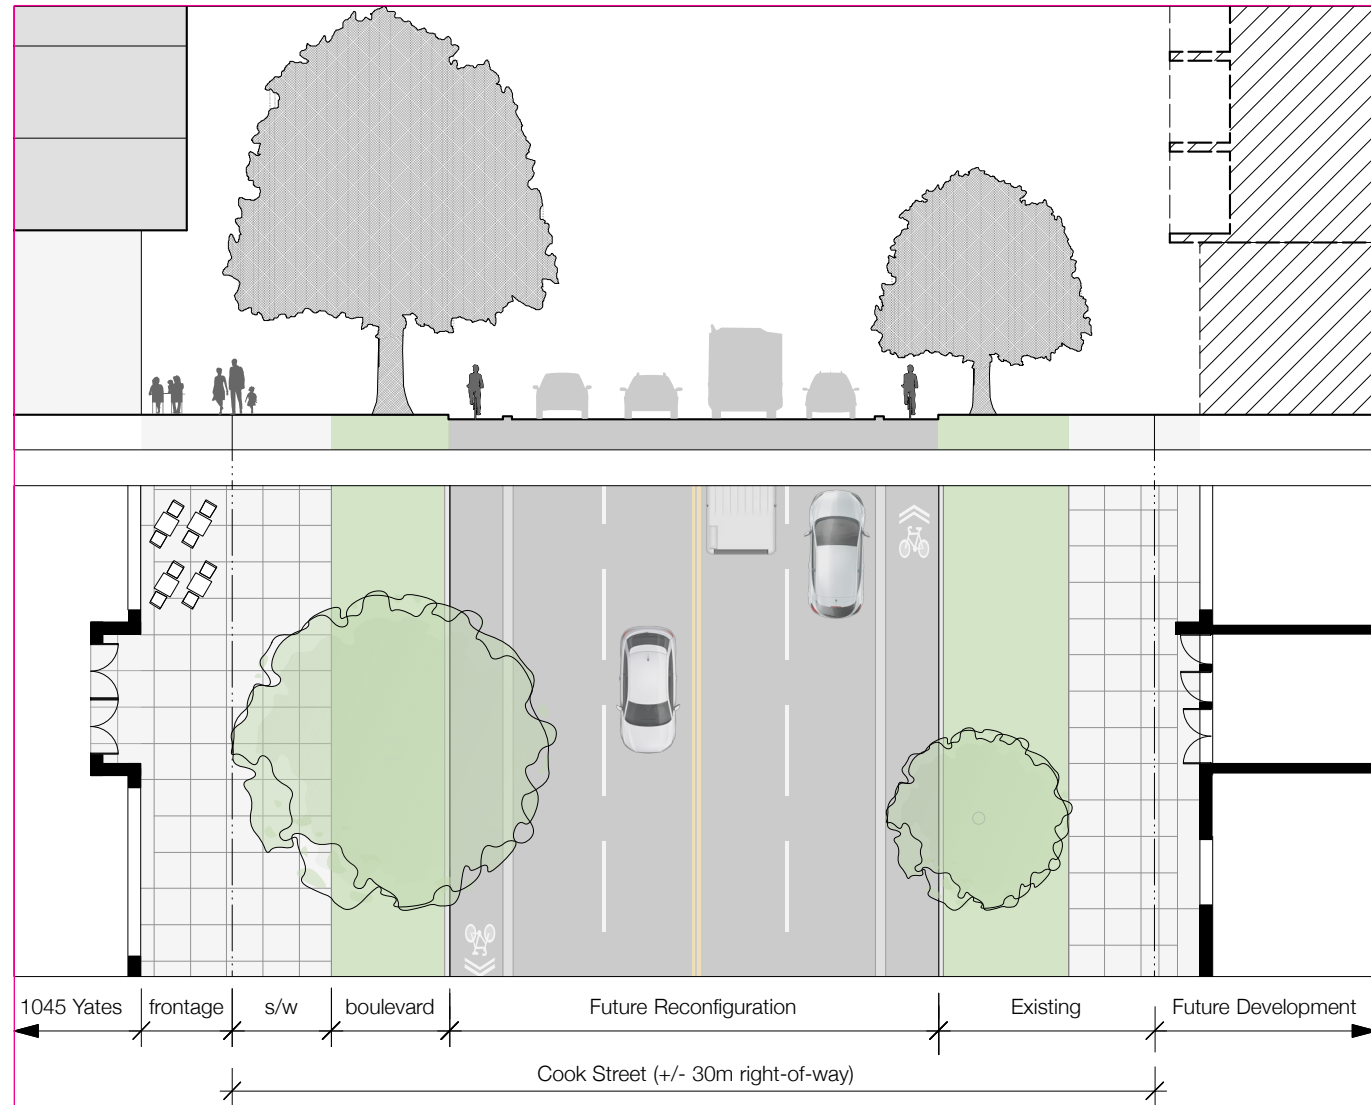 1045 Yates
frontage
s/w
boulevard
Future Reconfiguration
Existing
Future Development
Cook Street (+/- 30m right-of-way)